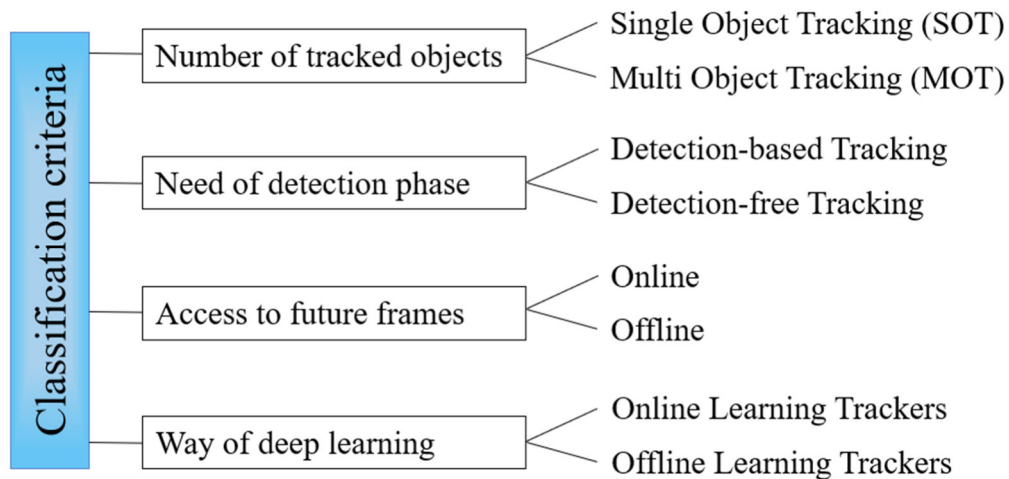 Classification criteria
Number of tracked objects
Single Object Tracking (SOT)
Multi Object Tracking (MOT)
Need of detection phase
Detection-based Tracking
Detection-free Tracking
Access to future frames
Online
Offline
Way of deep learning
Online Learning Trackers
Offline Learning Trackers